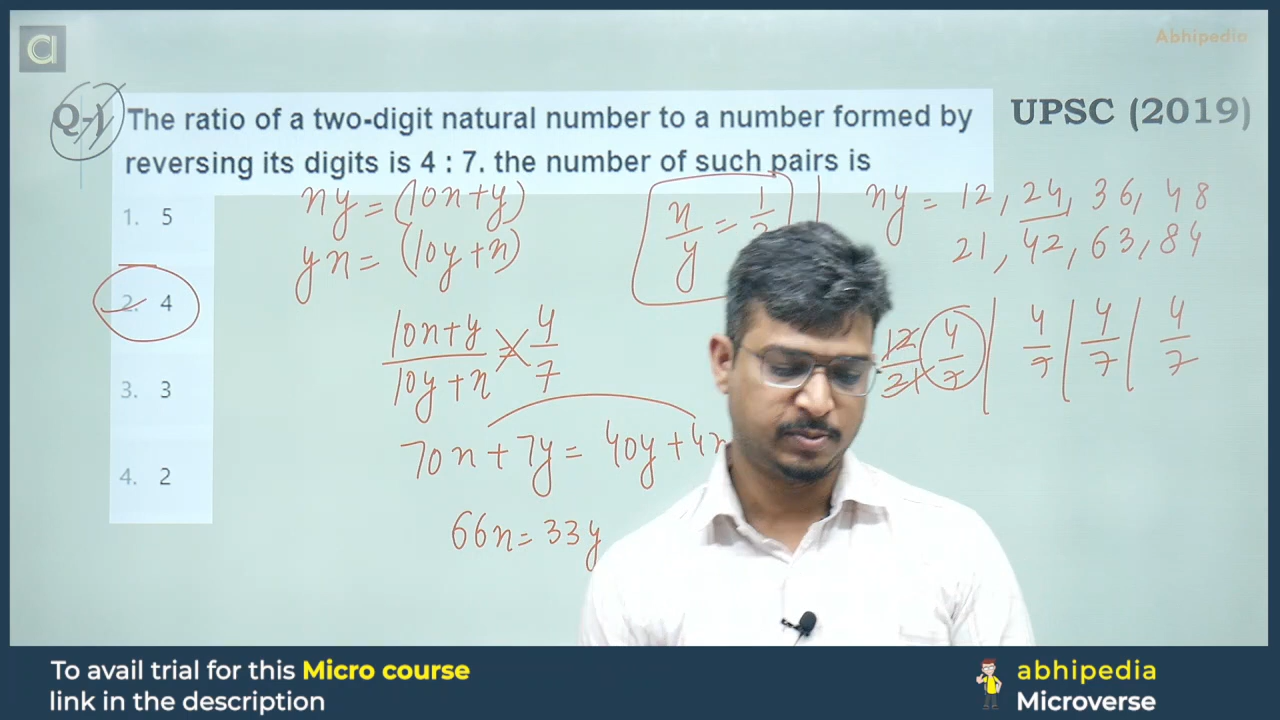 Abhipedia
Q-1 The ratio of a two-digit natural number to a number formed by
reversing its digits is 4 : 7. the number of such pairs is
UPSC (2019)
1. 5
2. 4
3. 3
4. 2
xy = (10x+y)
yx = (10y+x)
10x+y / 10y+x = 4/7
70x + 7y = 40y + 4x
66x = 33y
x/y = 1/
xy = 12, 24, 36, 48
21, 42, 63, 84
12/21 4/7 | 4/7 | 4/7 | 4/7
To avail trial for this Micro course
link in the description
abhipedia
Microverse